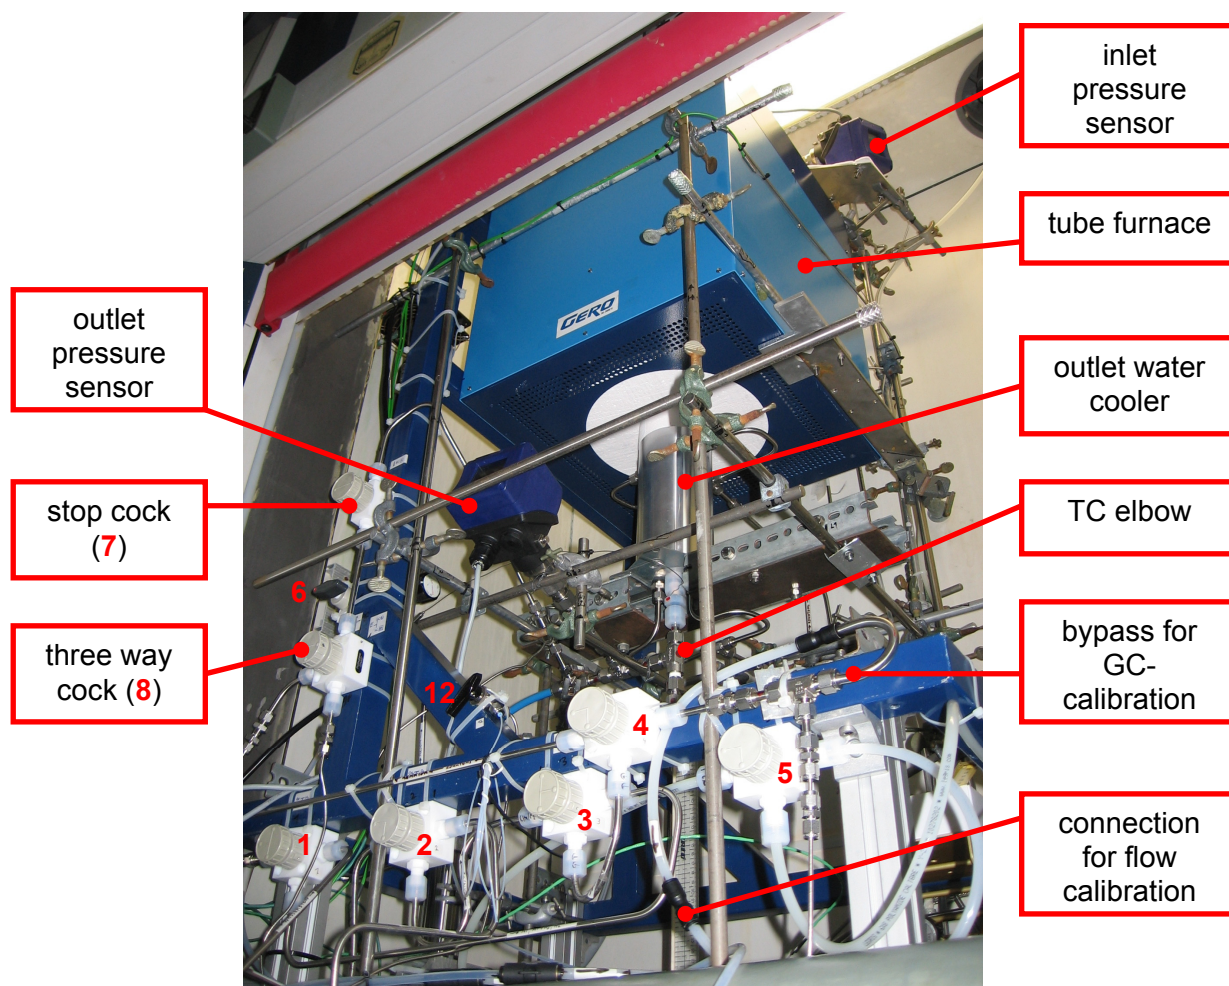 inlet
pressure
sensor
tube furnace
outlet
pressure
sensor
outlet water
cooler
stop cock
(7)
TC elbow
6
three way
cock (8)
bypass for
GC-
calibration
12
4
5
3
2
1
connection
for flow
calibration
GERO